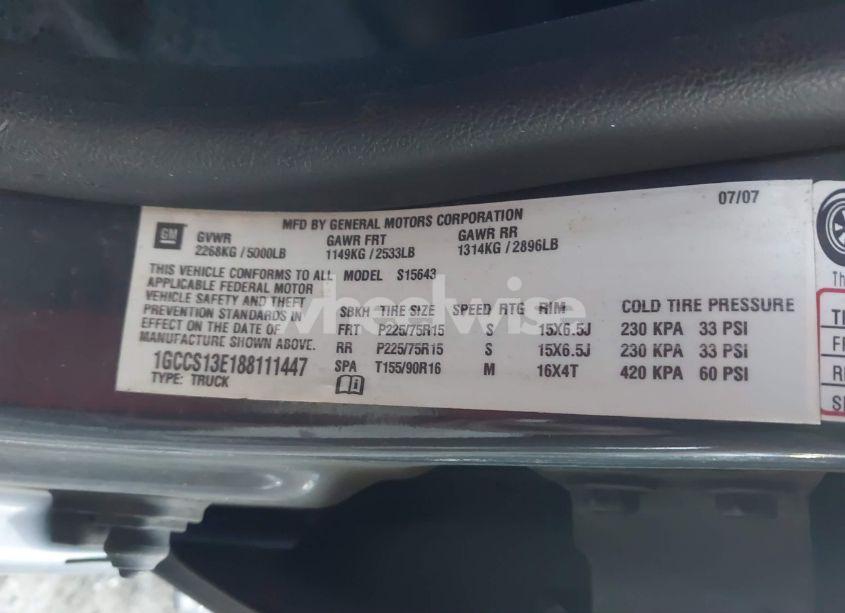 07/07
MFD BY GENERAL MOTORS CORPORATION
GM GVWR GAWR FRT GAWR RR
2268KG / 5000LB 1149KG / 2533LB 1314KG / 2896LB
THIS VEHICLE CONFORMS TO ALL MODEL S15643
APPLICABLE FEDERAL MOTOR
VEHICLE SAFETY AND THEFT
PREVENTION STANDARDS IN
EFFECT ON THE DATE OF
MANUFACTURE SHOWN ABOVE.
1GCCS13E188111447
TYPE: TRUCK
SBKH TIRE SIZE SPEED RTG RIM COLD TIRE PRESSURE
FRT P225/75R15 15X6.5J 230 KPA 33 PSI
RR P225/75R15 S 15X6.5J 230 KPA 33 PSI
SPA T155/90R16 M 16X4T 420 KPA 60 PSI
wheelwise
Th